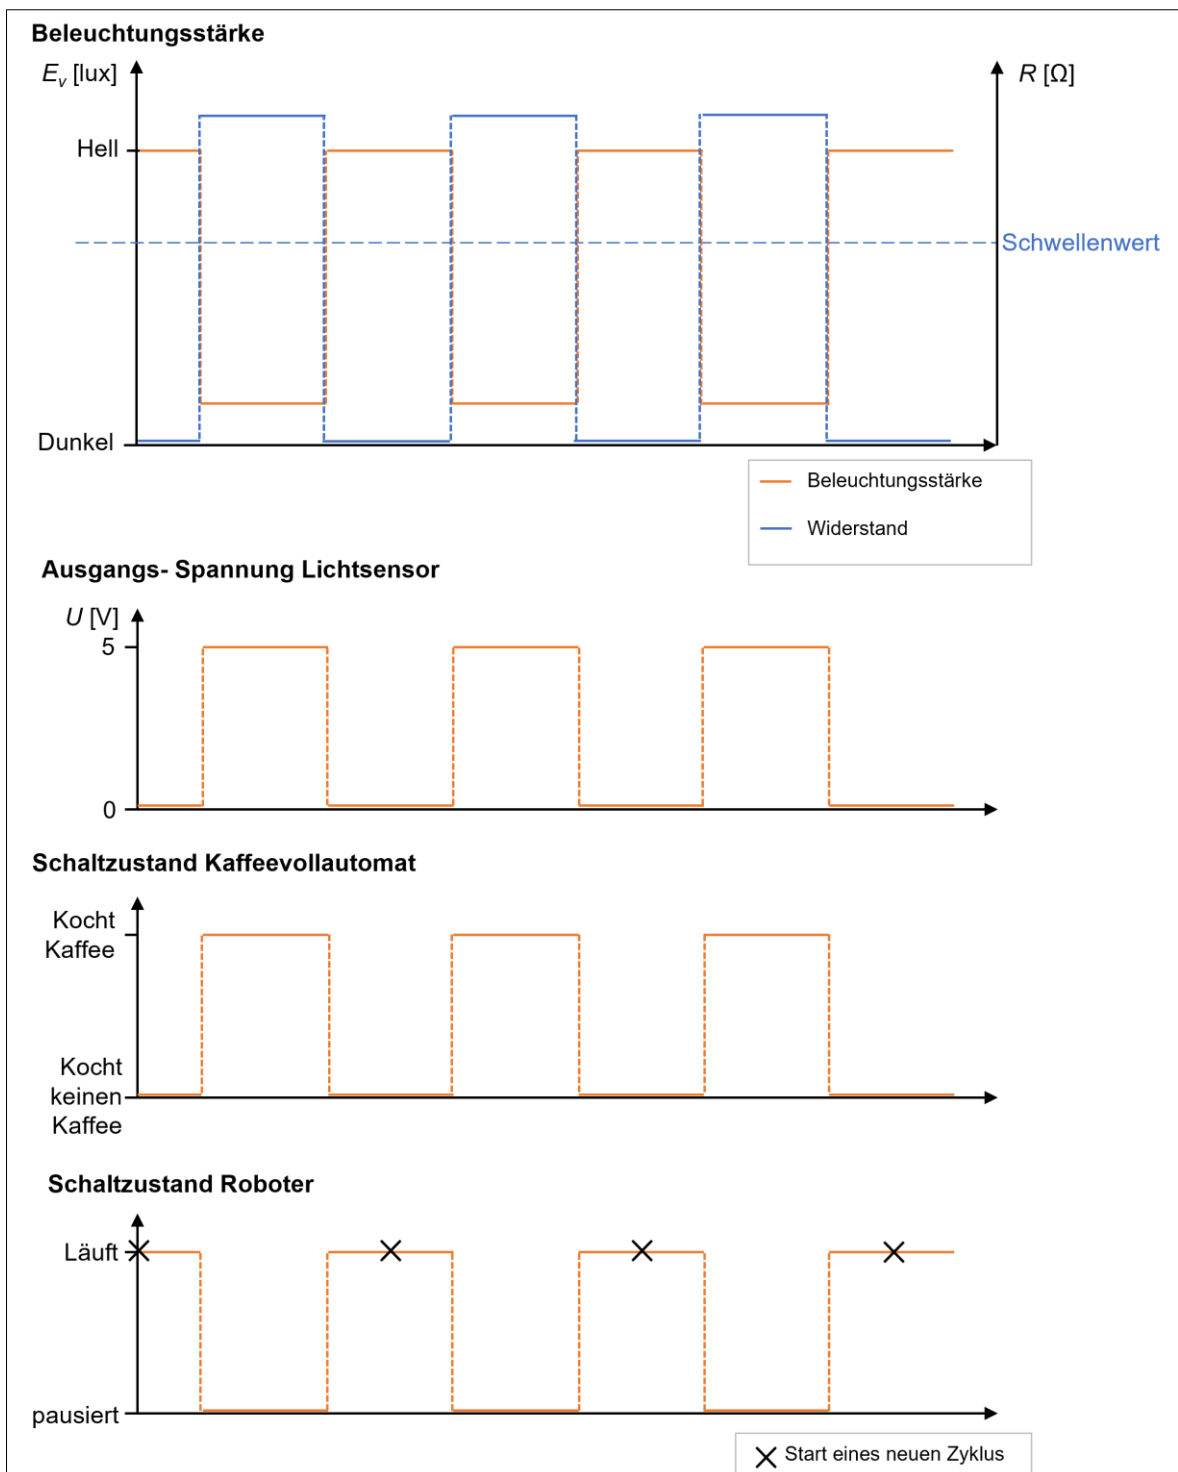 Beleuchtungsstärke
E_v [lux]
R [Ω]
Hell
Schwellenwert
Dunkel
Beleuchtungsstärke
Widerstand
Ausgangs- Spannung Lichtsensor
U [V]
5
0
Schaltzustand Kaffeevollautomat
Kocht
Kaffee
Kocht
keinen
Kaffee
Schaltzustand Roboter
Läuft
pausiert
Start eines neuen Zyklus